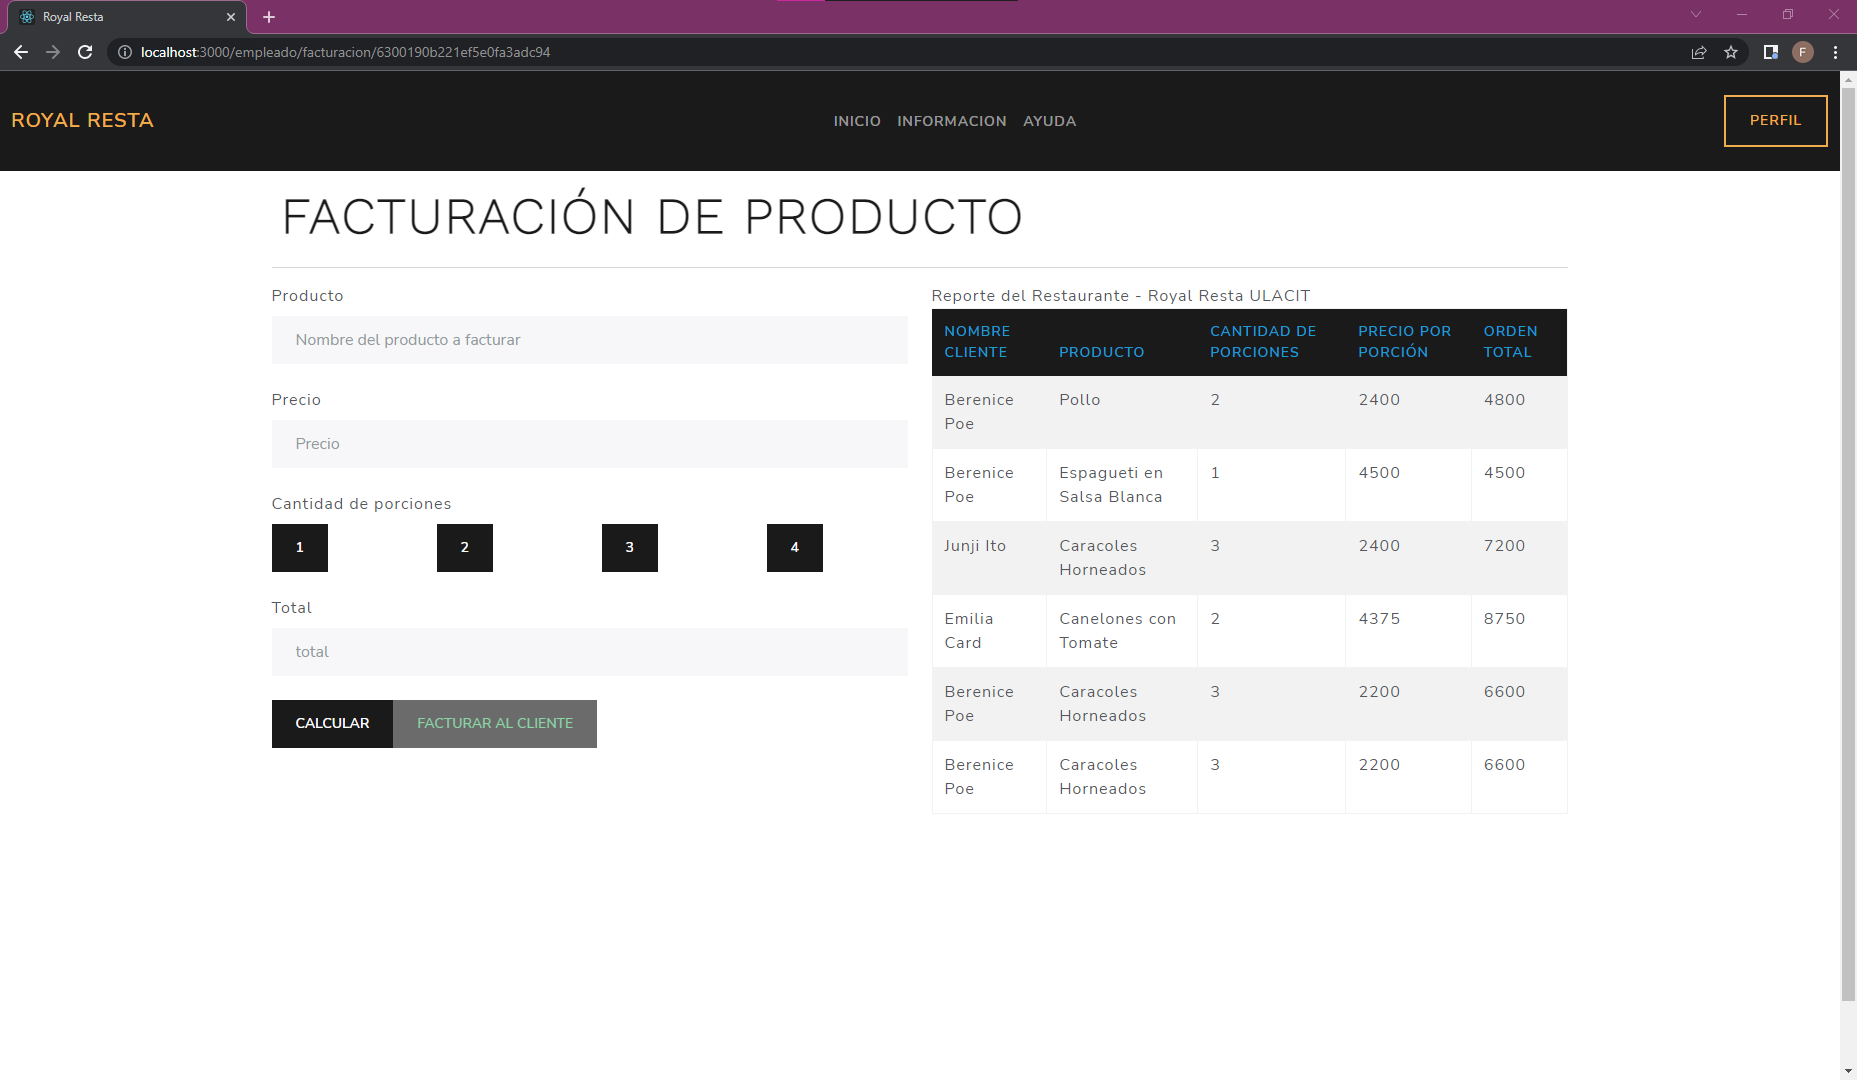 Royal Resta
localhost:3000/empleado/facturacion/6300190b221ef5e0fa3adc94
F
ROYAL RESTA
INICIO INFORMACION AYUDA
PERFIL
FACTURACIÓN DE PRODUCTO
Producto
Nombre del producto a facturar
Precio
Precio
Cantidad de porciones
1 2 3 4
Total
total
CALCULAR FACTURAR AL CLIENTE
Reporte del Restaurante - Royal Resta ULACIT
NOMBRE CLIENTE PRODUCTO CANTIDAD DE PORCIONES PRECIO POR PORCIÓN ORDEN TOTAL
Berenice Poe Pollo 2 2400 4800
Berenice Poe Espagueti en Salsa Blanca 1 4500 4500
Junji Ito Caracoles Horneados 3 2400 7200
Emilia Card Canelones con Tomate 2 4375 8750
Berenice Poe Caracoles Horneados 3 2200 6600
Berenice Poe Caracoles Horneados 3 2200 6600